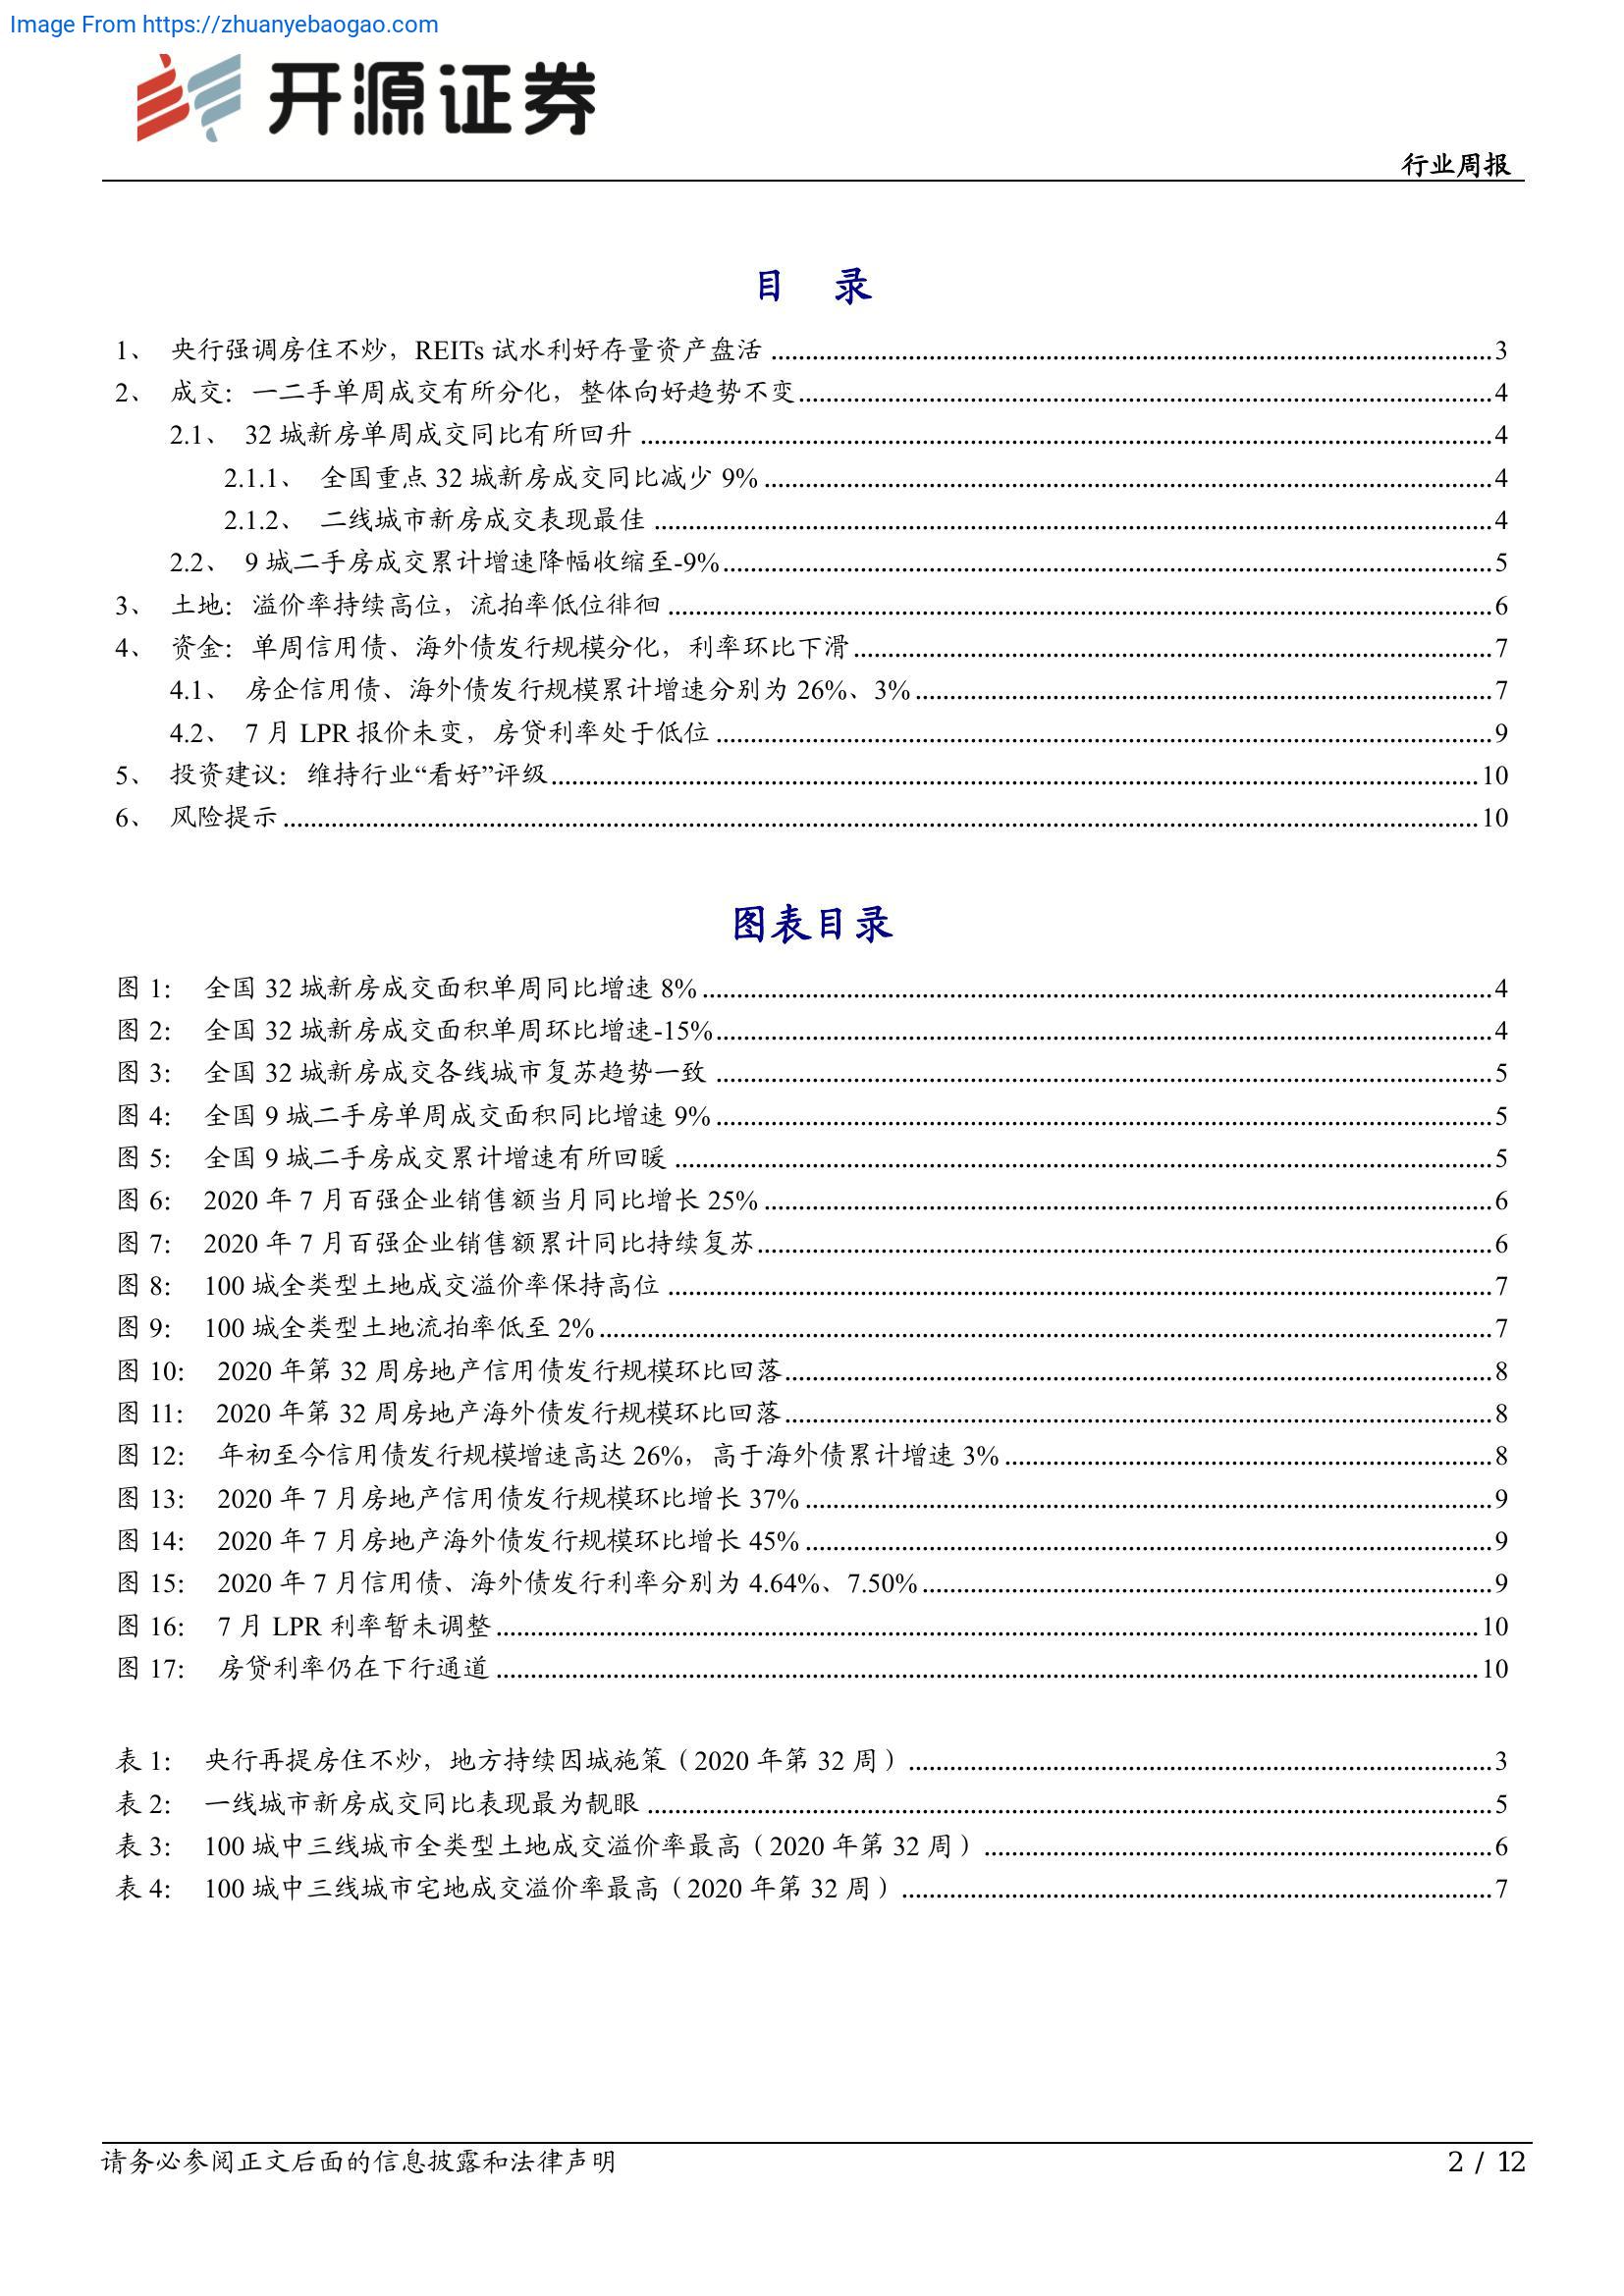 Image From https://zhuanyebaogao.com
开源证券
行业周报
目 录
1、 央行强调房住不炒，REITs 试水利好存量资产盘活 ........ 3
2、 成交：一二手单周成交有所分化，整体向好趋势不变 ........ 4
2.1、 32 城新房单周成交同比有所回升 ........ 4
2.1.1、 全国重点 32 城新房成交同比减少 9% ........ 4
2.1.2、 二线城市新房成交表现最佳 ........ 4
2.2、 9 城二手房成交累计增速降幅收缩至-9% ........ 5
3、 土地：溢价率持续高位，流拍率低位徘徊 ........ 6
4、 资金：单周信用债、海外债发行规模分化，利率环比下滑 ........ 7
4.1、 房企信用债、海外债发行规模累计增速分别为 26%、3% ........ 7
4.2、 7 月 LPR 报价未变，房贷利率处于低位 ........ 9
5、 投资建议：维持行业“看好”评级 ........ 10
6、 风险提示 ........ 10
图表目录
图 1： 全国 32 城新房成交面积单周同比增速 8% ........ 4
图 2： 全国 32 城新房成交面积单周环比增速-15% ........ 4
图 3： 全国 32 城新房成交各线城市复苏趋势一致 ........ 5
图 4： 全国 9 城二手房单周成交面积同比增速 9% ........ 5
图 5： 全国 9 城二手房成交累计增速有所回暖 ........ 5
图 6： 2020 年 7 月百强企业销售额当月同比增长 25% ........ 6
图 7： 2020 年 7 月百强企业销售额累计同比持续复苏 ........ 6
图 8： 100 城全类型土地成交溢价率保持高位 ........ 7
图 9： 100 城全类型土地流拍率低至 2% ........ 7
图 10： 2020 年第 32 周房地产信用债发行规模环比回落 ........ 8
图 11： 2020 年第 32 周房地产海外债发行规模环比回落 ........ 8
图 12： 年初至今信用债发行规模增速高达 26%，高于海外债累计增速 3% ........ 8
图 13： 2020 年 7 月房地产信用债发行规模环比增长 37% ........ 9
图 14： 2020 年 7 月房地产海外债发行规模环比增长 45% ........ 9
图 15： 2020 年 7 月信用债、海外债发行利率分别为 4.64%、7.50% ........ 9
图 16： 7 月 LPR 利率暂未调整 ........ 10
图 17： 房贷利率仍在下行通道 ........ 10
表 1： 央行再提房住不炒，地方持续因城施策（2020 年第 32 周） ........ 3
表 2： 一线城市新房成交同比表现最为靓眼 ........ 5
表 3： 100 城中三线城市全类型土地成交溢价率最高（2020 年第 32 周） ........ 6
表 4： 100 城中三线城市宅地成交溢价率最高（2020 年第 32 周） ........ 7
请务必参阅正文后面的信息披露和法律声明
2 / 12